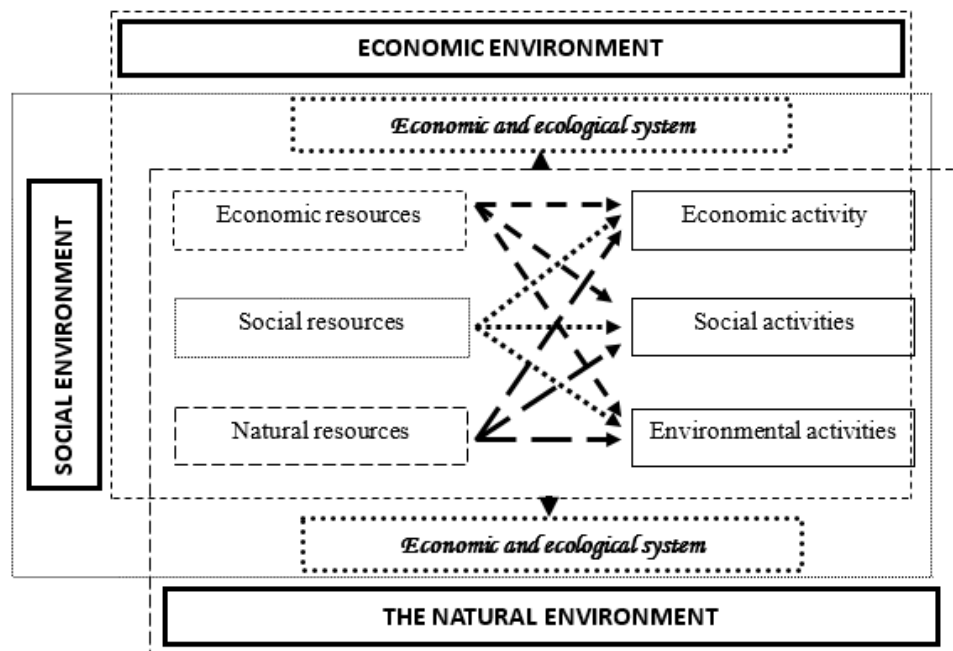 ECONOMIC ENVIRONMENT
Economic and ecological system
SOCIAL ENVIRONMENT
Economic resources
Economic activity
Social resources
Social activities
Natural resources
Environmental activities
Economic and ecological system
THE NATURAL ENVIRONMENT